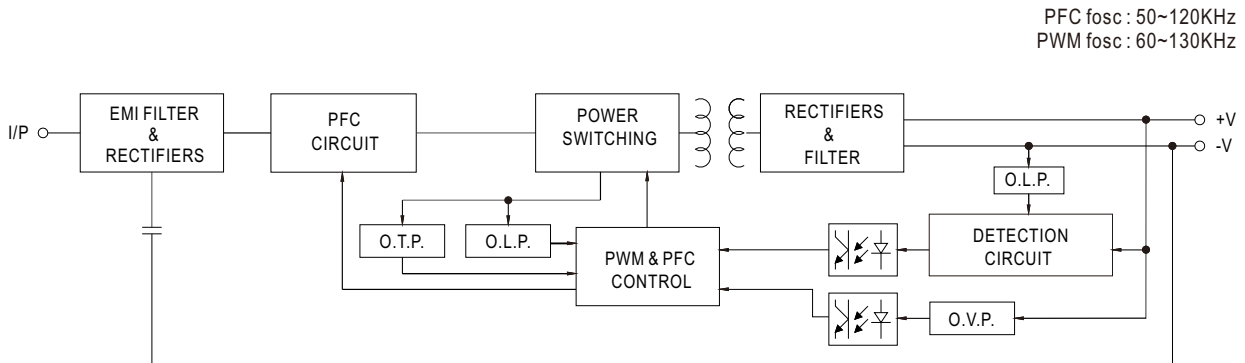 PFC fosc : 50~120KHz
PWM fosc : 60~130KHz
I/P
EMI FILTER
&
RECTIFIERS
PFC
CIRCUIT
POWER
SWITCHING
RECTIFIERS
&
FILTER
+V
-V
O.L.P.
O.T.P.
O.L.P.
PWM & PFC
CONTROL
DETECTION
CIRCUIT
O.V.P.